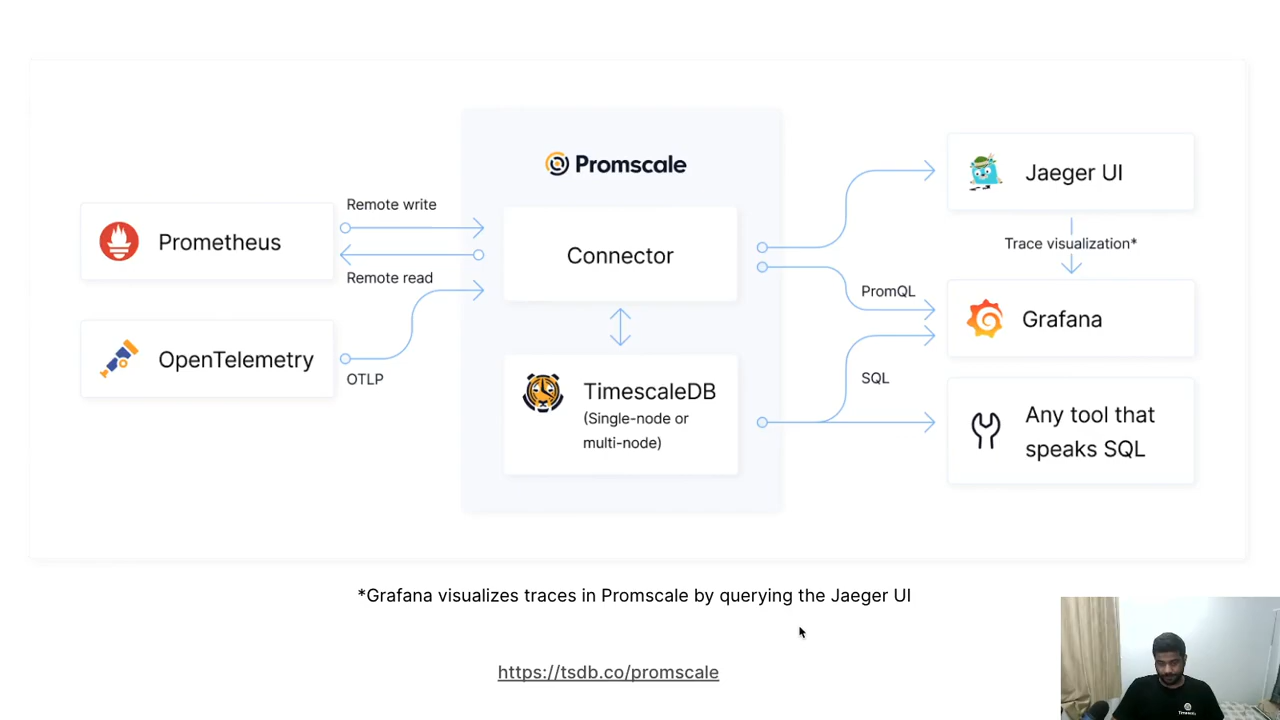 Promscale
Remote write
Prometheus
Remote read
OpenTelemetry
OTLP
Connector
TimescaleDB
(Single-node or
multi-node)
Jaeger UI
Trace visualization*
PromQL
Grafana
SQL
Any tool that
speaks SQL
*Grafana visualizes traces in Promscale by querying the Jaeger UI
https://tsdb.co/promscale